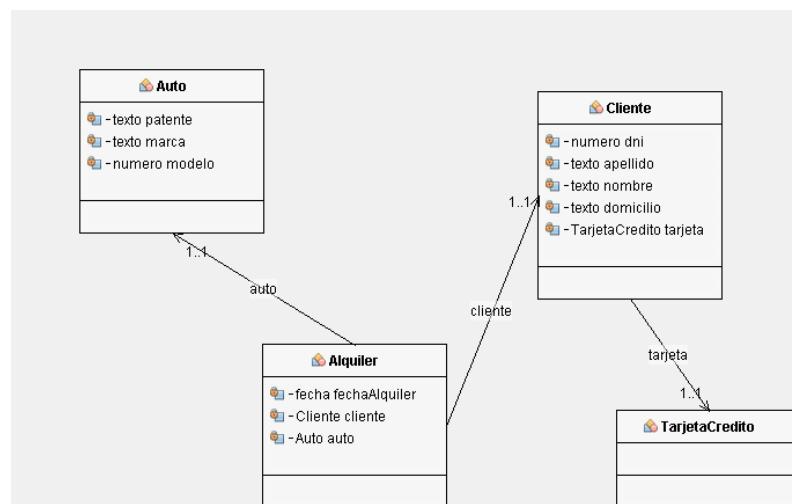 Auto
-texto patente
-texto marca
-numero modelo
Cliente
-numero dni
-texto apellido
-texto nombre
-texto domicilio
-TarjetaCredito tarjeta
1..1
1..1
auto
cliente
tarjeta
1..1
Alquiler
-fecha fechaAlquiler
-Cliente cliente
-Auto auto
TarjetaCredito